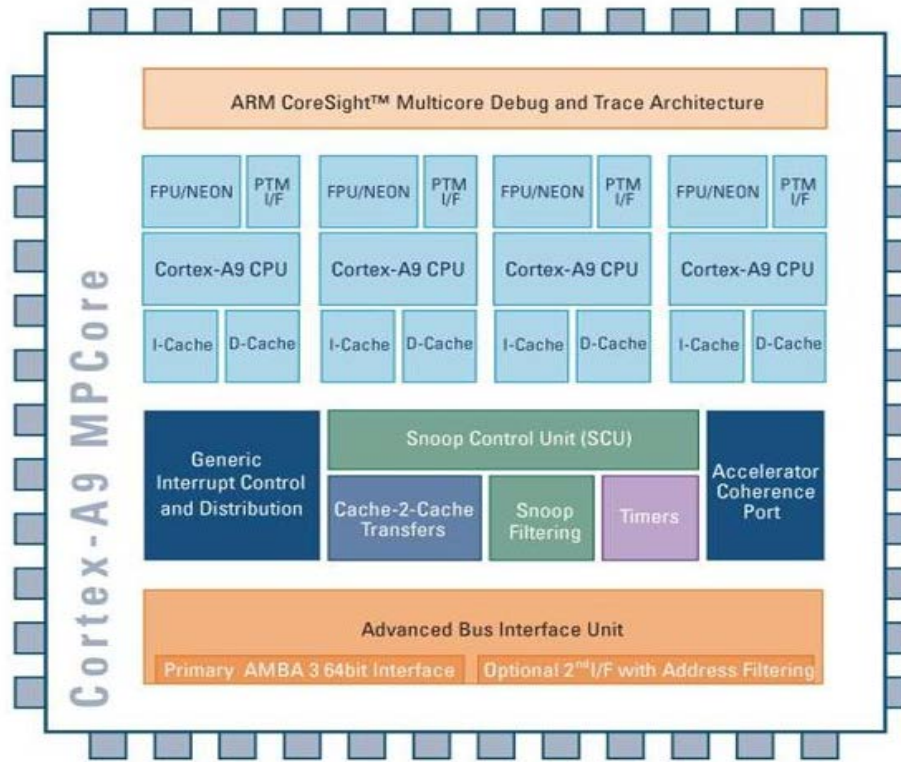 Cortex-A9 MPCore
ARM CoreSight™ Multicore Debug and Trace Architecture
FPU/NEON
PTM
I/F
FPU/NEON
PTM
I/F
FPU/NEON
PTM
I/F
FPU/NEON
PTM
I/F
Cortex-A9 CPU
Cortex-A9 CPU
Cortex-A9 CPU
Cortex-A9 CPU
I-Cache
D-Cache
I-Cache
D-Cache
I-Cache
D-Cache
I-Cache
D-Cache
Generic
Interrupt Control
and Distribution
Snoop Control Unit (SCU)
Cache-2-Cache
Transfers
Snoop
Filtering
Timers
Accelerator
Coherence
Port
Advanced Bus Interface Unit
Primary AMBA 3 64bit Interface
Optional 2nd I/F with Address Filtering